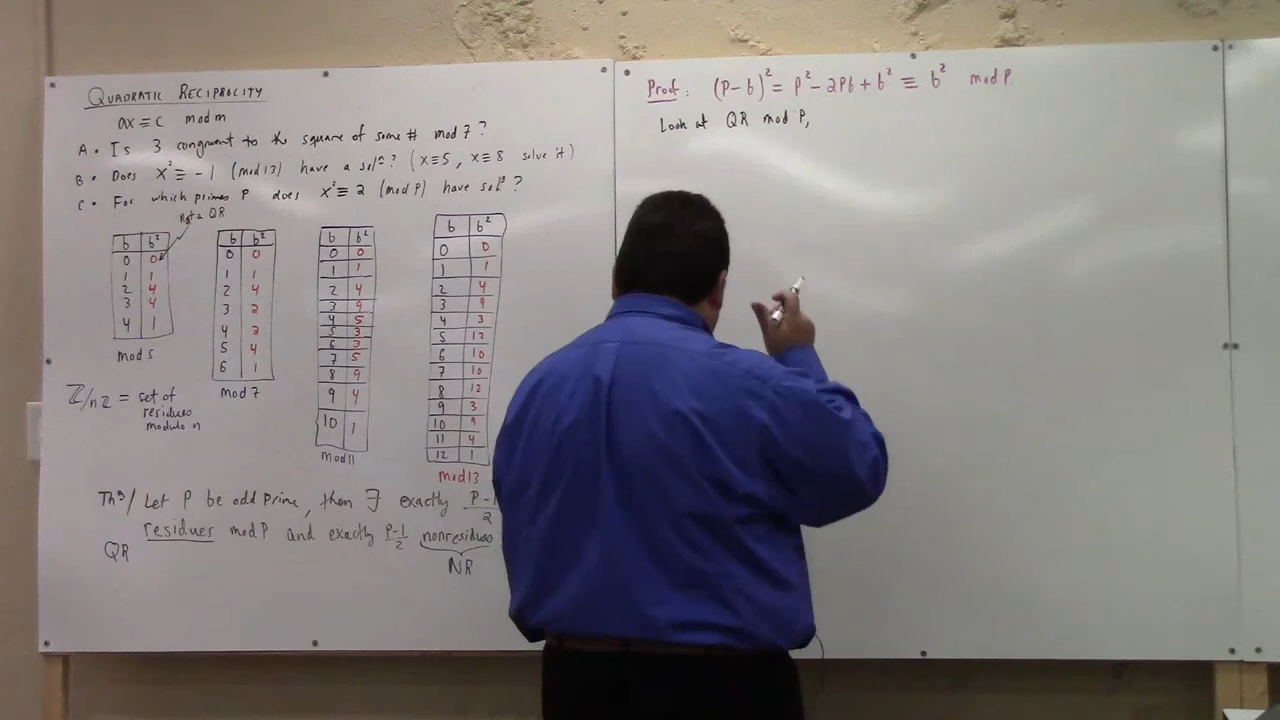 QUADRATIC RECIPROCITY
ax ≡ c mod m
A • Is 3 congruent to the square of some # mod 7?
B • Does x² ≡ -1 (mod 13) have a solⁿ? (x≡5, x≡8 solve it)
C • For which primes P does x² ≡ 2 (mod P) have solⁿ?
Not a QR
b b²
0 0
1 1
2 4
3 4
4 1
mod 5
b b²
0 0
1 1
2 4
3 2
4 2
5 4
6 1
mod 7
b b²
0 0
1 1
2 4
3 9
4 5
5 3
6 3
7 5
8 9
9 4
10 1
mod 11
b b²
0 0
1 1
2 4
3 9
4 3
5 12
6 10
7 10
8 12
9 3
10 9
11 4
12 1
mod 13
ℤ/nℤ = set of
residues
modulo n
Thᵐ/ Let P be odd prime, then ∃ exactly P-1/2
residues mod P and exactly P-1/2 nonresidues
QR
NR
Proof: (P-b)² = P² - 2Pb + b² ≡ b² mod P.
Look at QR mod P,